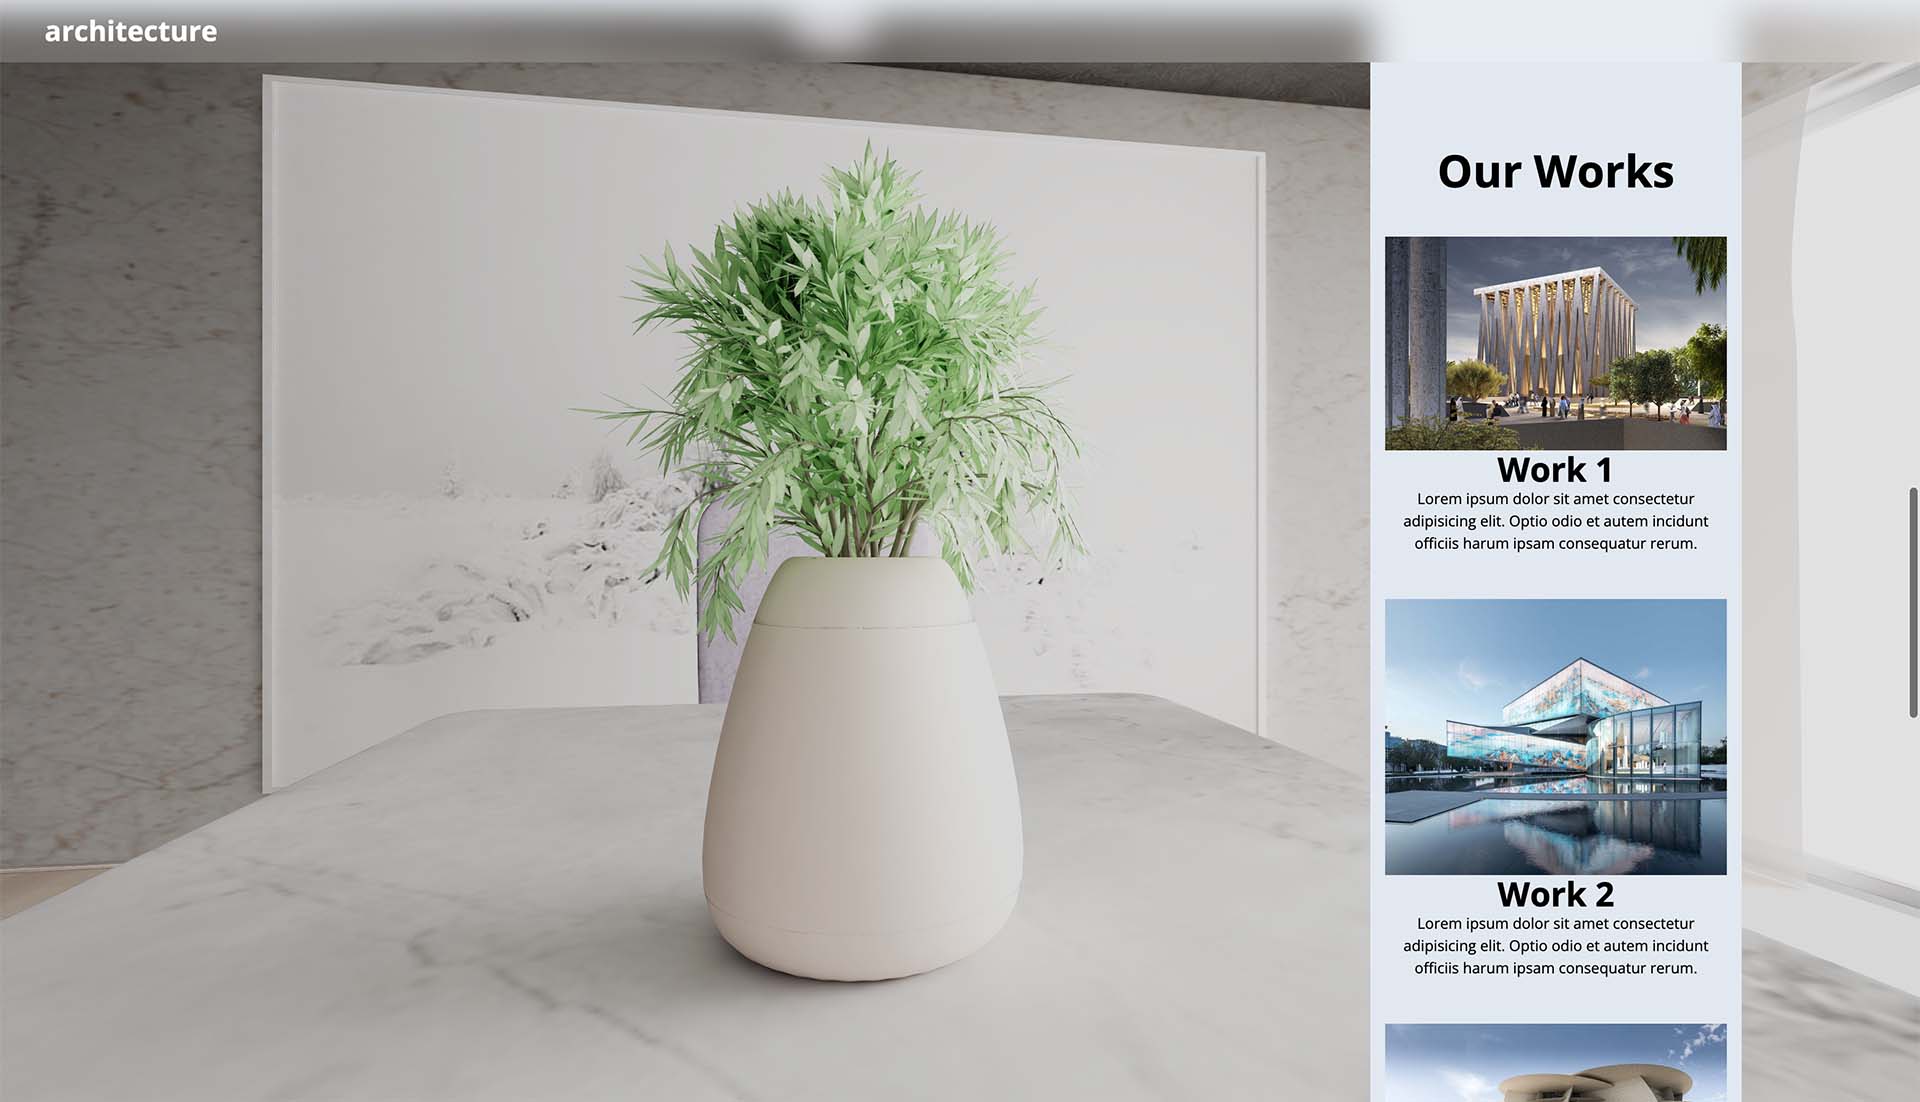 architecture
Our Works
Work 1
Lorem ipsum dolor sit amet consectetur
adipisicing elit. Optio odio et autem incidunt
officiis harum ipsam consequatur rerum.
Work 2
Lorem ipsum dolor sit amet consectetur
adipisicing elit. Optio odio et autem incidunt
officiis harum ipsam consequatur rerum.